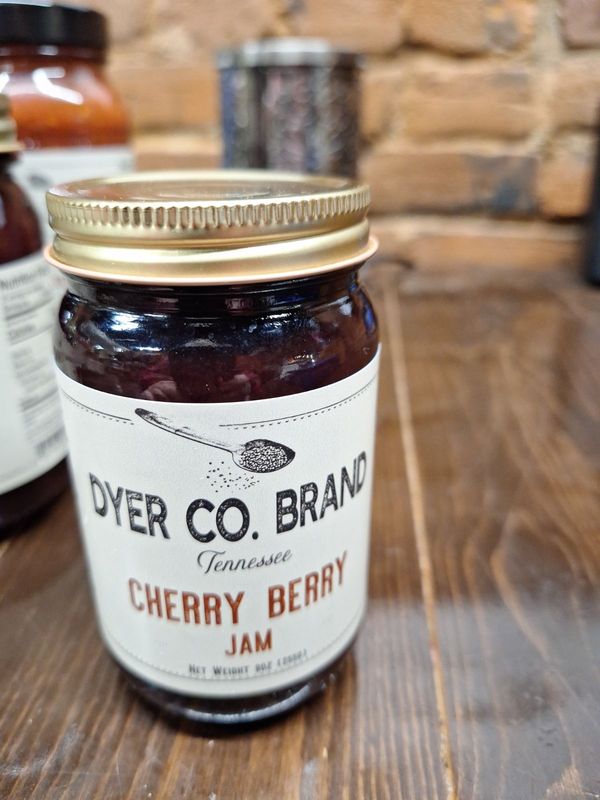 DYER CO. BRAND
Tennessee
CHERRY BERRY
JAM
NET WEIGHT 9OZ